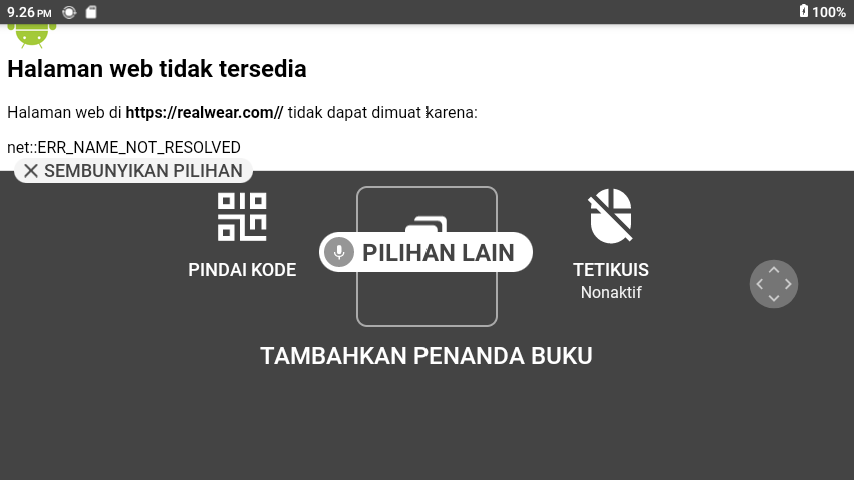 9.26 PM
100%
Halaman web tidak tersedia
Halaman web di https://realwear.com// tidak dapat dimuat karena:
net::ERR_NAME_NOT_RESOLVED
SEMBUNYIKAN PILIHAN
PILIHAN LAIN
PINDAI KODE
TETIKUS
Nonaktif
TAMBAHKAN PENANDA BUKU